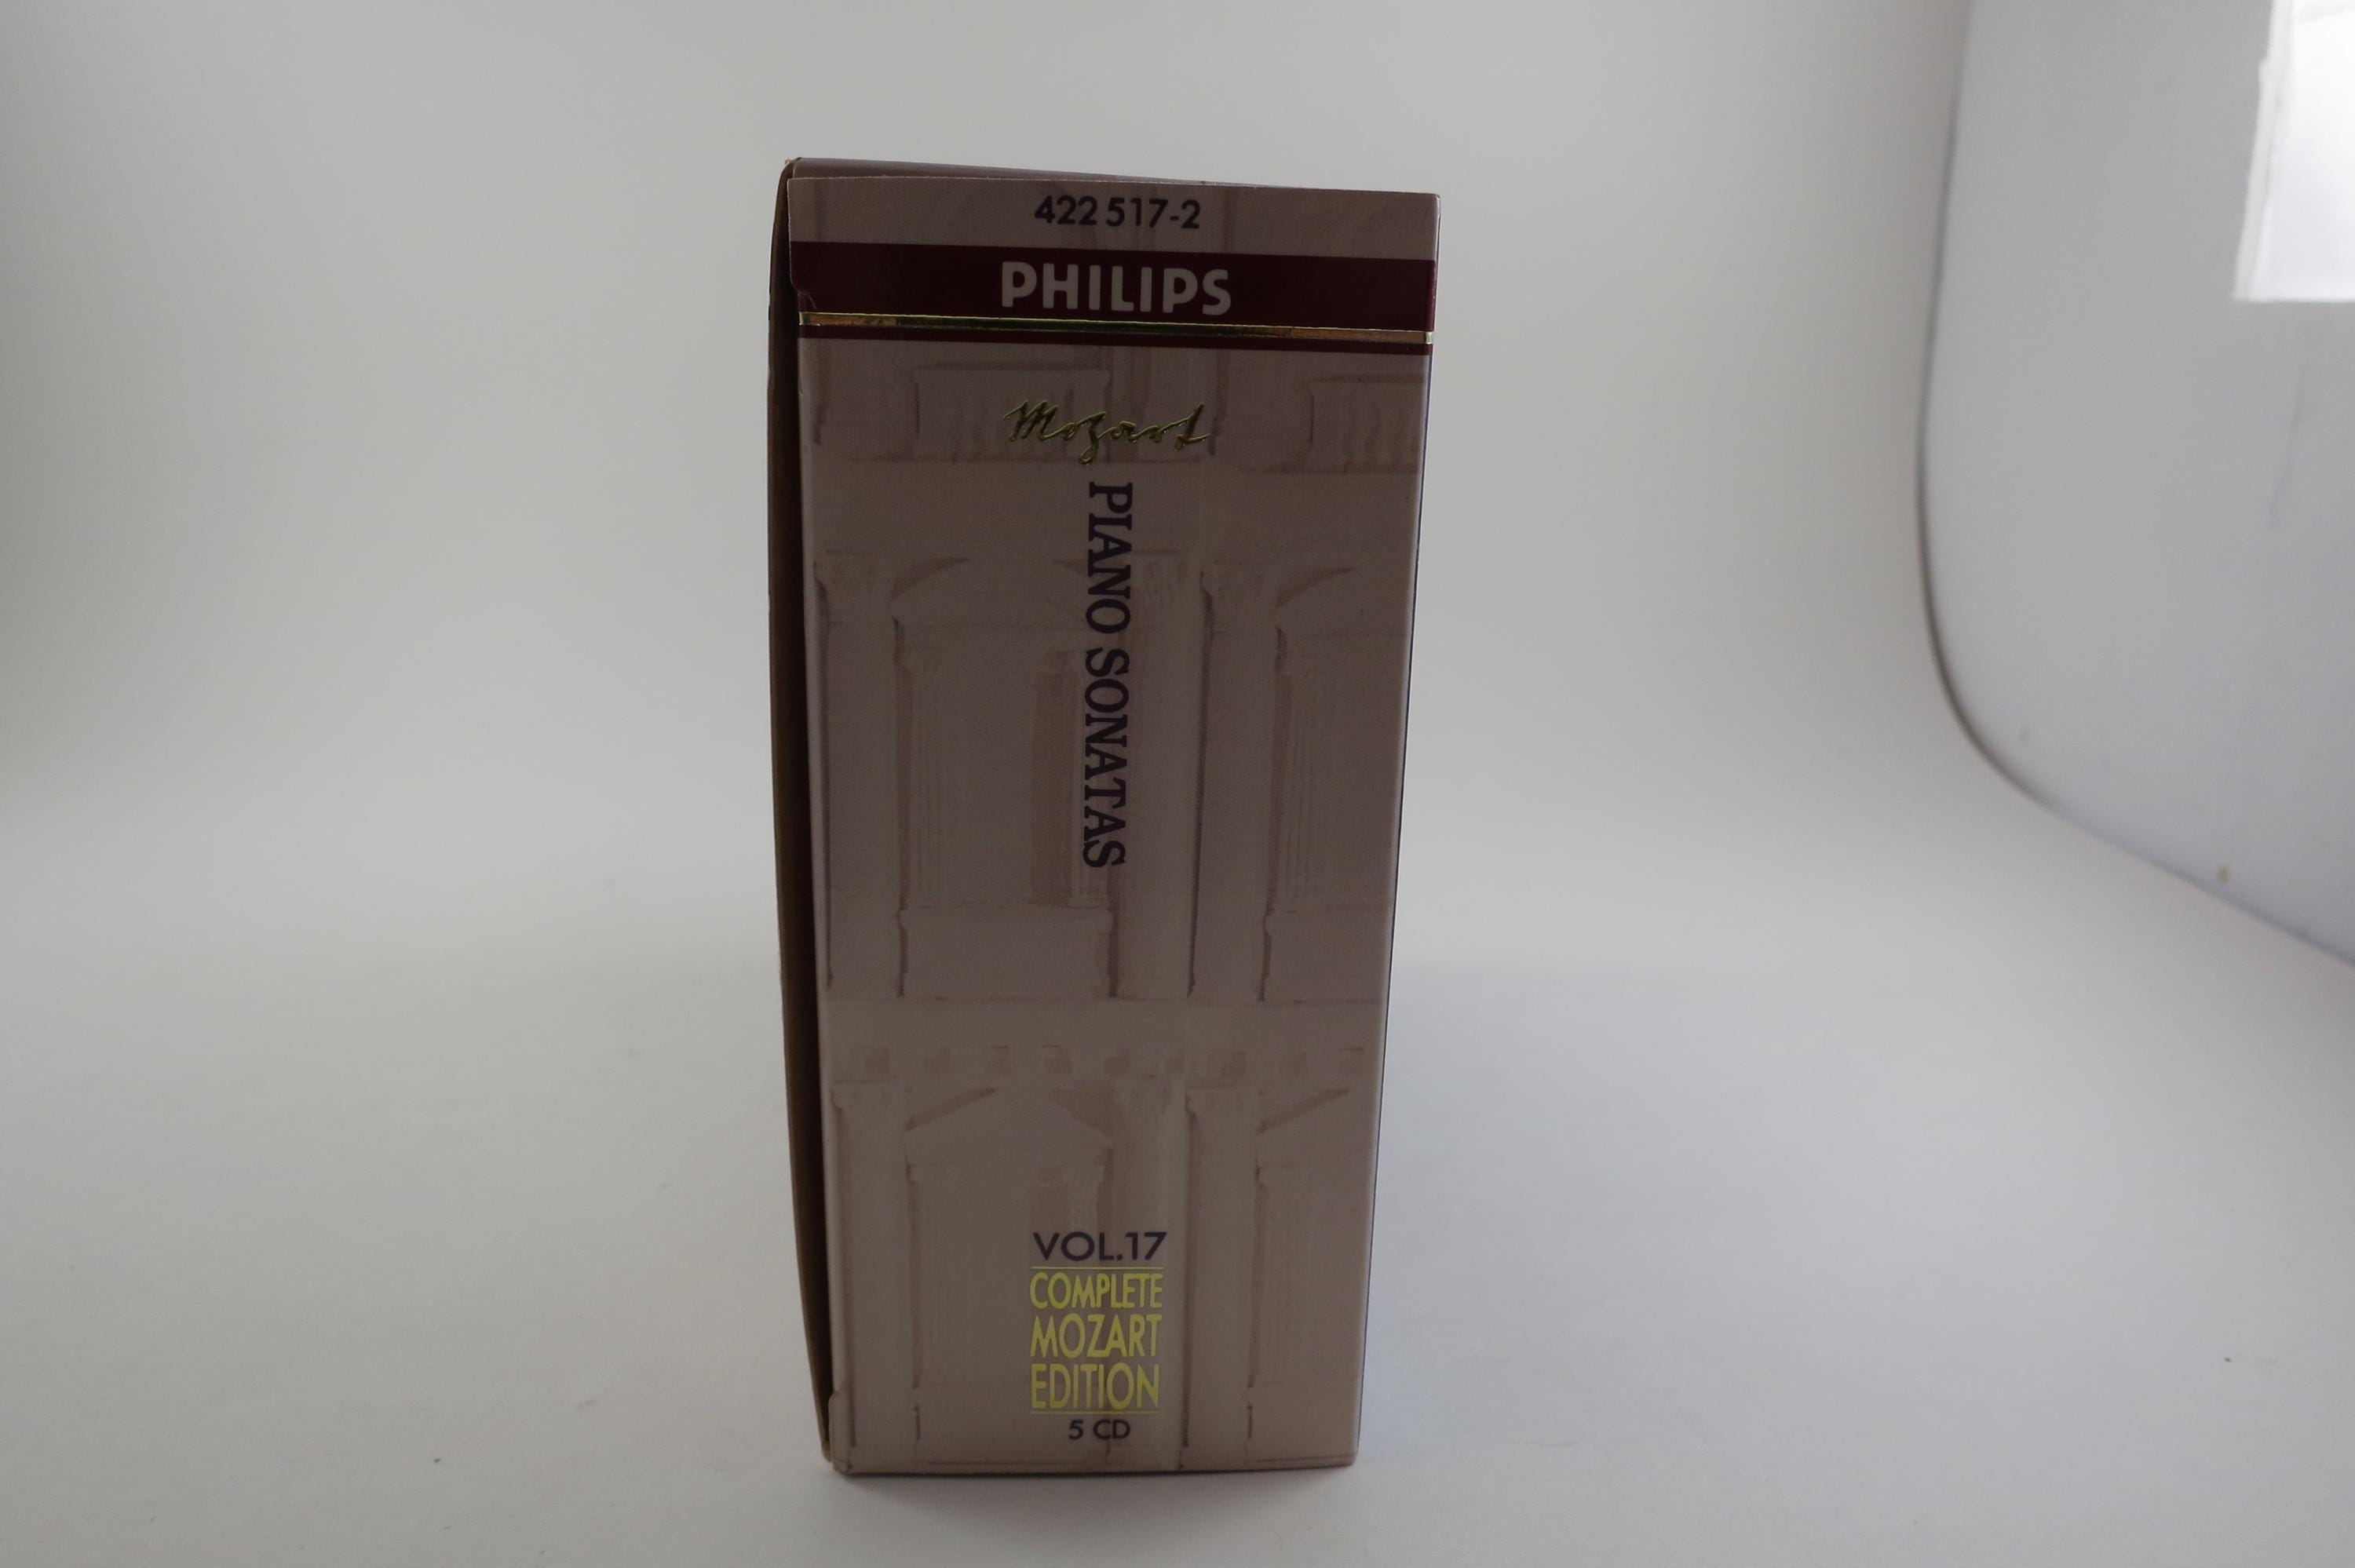 422 517-2
PHILIPS
Mozart
PIANO SONATAS
VOL.17
COMPLETE
MOZART
EDITION
5 CD